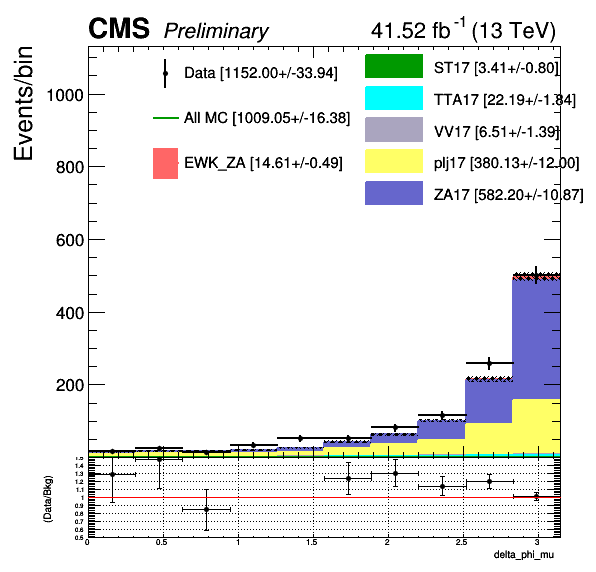 CMS Preliminary 41.52 fb⁻¹ (13 TeV)
Events/bin
1000
800
600
400
200
Data [1152.00+/-33.94]
All MC [1009.05+/-16.38]
EWK_ZA [14.61+/-0.49]
ST17 [3.41+/-0.80]
TTA17 [22.19+/-1.84]
VV17 [6.51+/-1.39]
plj17 [380.13+/-12.00]
ZA17 [582.20+/-10.87]
(Data/Bkg)
1.5
1.4
1.3
1.2
1.1
1
0.9
0.8
0.7
0.6
0.5
0 0.5 1 1.5 2 2.5 3
delta_phi_mu